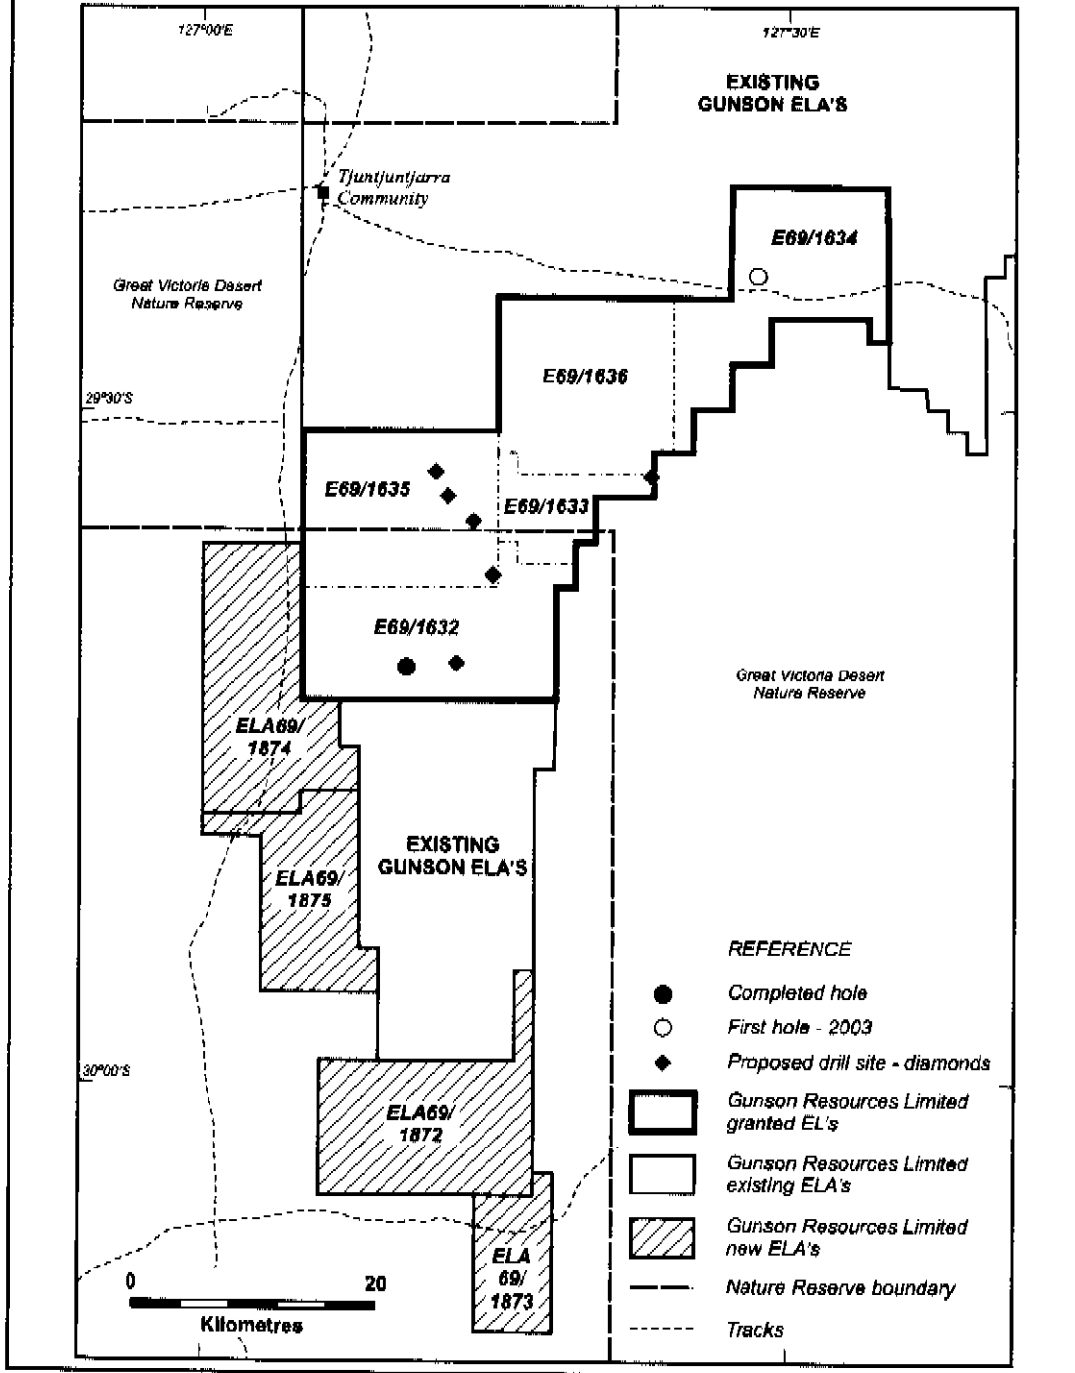 127°00'E
127°30'E
EXISTING
GUNSON ELA'S
Tjuntjuntjarra
Community
E69/1634
Great Victoria Desert
Nature Reserve
E69/1636
29°30'S
E69/1635
E69/1633
E69/1632
Great Victoria Desert
Nature Reserve
ELA69/
1874
EXISTING
GUNSON ELA'S
ELA69/
1875
REFERENCE
Completed hole
First hole - 2003
Proposed drill site - diamonds
30°00'S
Gunson Resources Limited
granted EL's
ELA69/
1872
Gunson Resources Limited
existing ELA's
Gunson Resources Limited
new ELA's
ELA
69/
1873
0
20
Kilometres
Nature Reserve boundary
Tracks